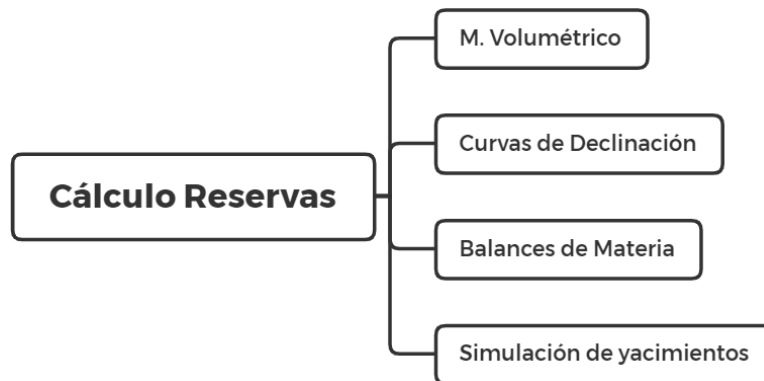 Cálculo Reservas
M. Volumétrico
Curvas de Declinación
Balances de Materia
Simulación de yacimientos